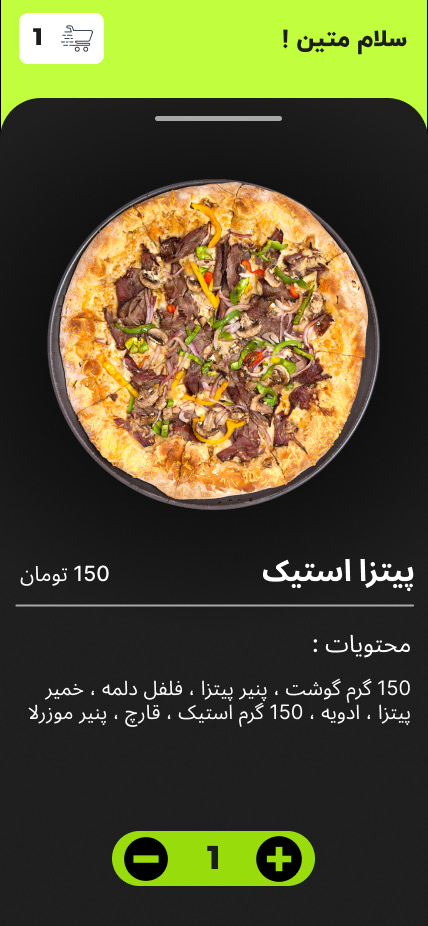 سلام متین !
1
پیتزا استیک
150 تومان
محتویات :
150 گرم گوشت ، پنیر پیتزا ، فلفل دلمه ، خمیر
پیتزا ، ادویه ، 150 گرم استیک ، قارچ ، پنیر موزرلا
1